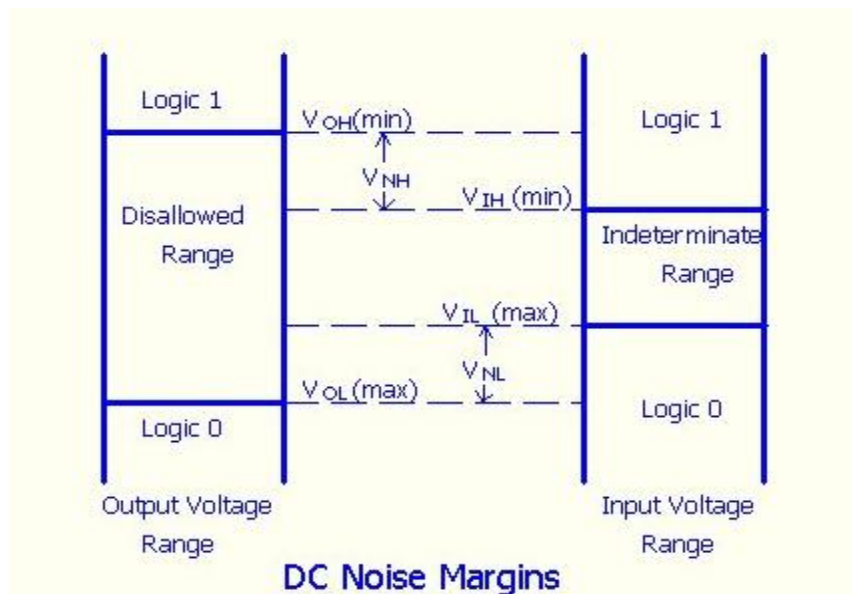 Logic 1
VOH(min)
Logic 1
VNH
VIH (min)
Disallowed
Range
Indeterminate
Range
VIL (max)
VNL
VOL(max)
Logic 0
Logic 0
Output Voltage
Range
Input Voltage
Range
DC Noise Margins